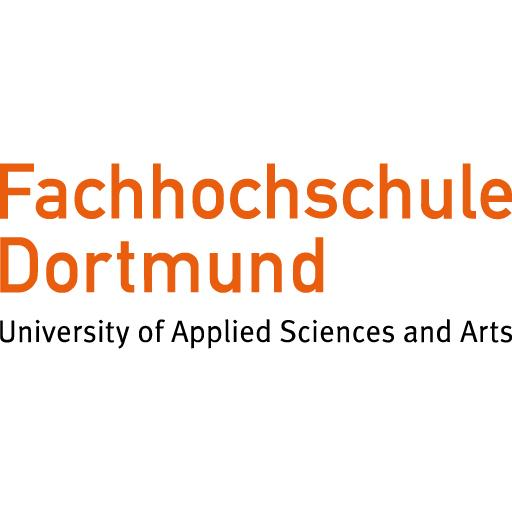 Fachhochschule
Dortmund
University of Applied Sciences and Arts